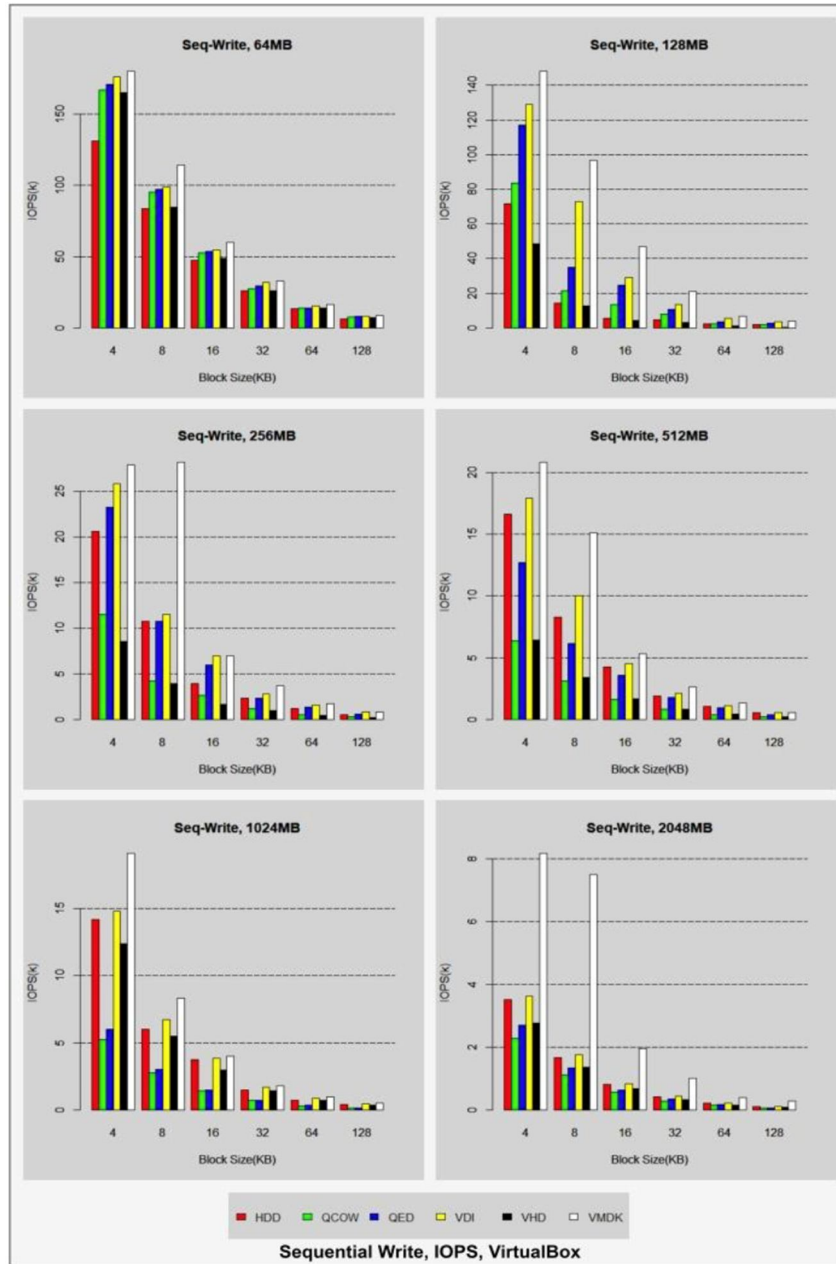 Seq-Write, 64MB
IOPS(k)
150
100
50
0
4 8 16 32 64 128
Block Size(KB)
Seq-Write, 128MB
IOPS(k)
140
120
100
80
60
40
20
0
4 8 16 32 64 128
Block Size(KB)
Seq-Write, 256MB
IOPS(k)
25
20
15
10
5
0
4 8 16 32 64 128
Block Size(KB)
Seq-Write, 512MB
IOPS(k)
20
15
10
5
0
4 8 16 32 64 128
Block Size(KB)
Seq-Write, 1024MB
IOPS(k)
15
10
5
0
4 8 16 32 64 128
Block Size(KB)
Seq-Write, 2048MB
IOPS(k)
8
6
4
2
0
4 8 16 32 64 128
Block Size(KB)
HDD QCOW QED VDI VHD VMDK
Sequential Write, IOPS, VirtualBox